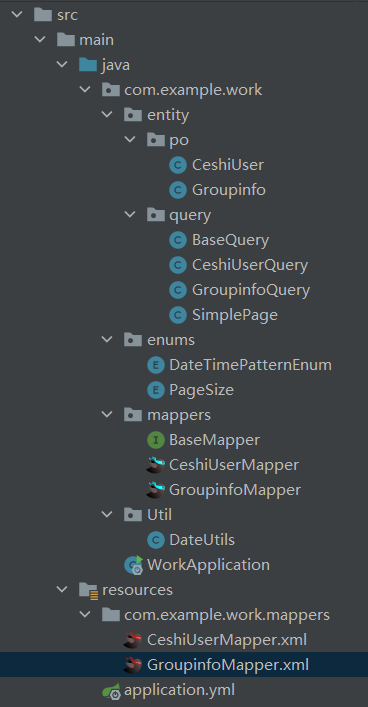 src
main
java
com.example.work
entity
po
C CeshiUser
C Groupinfo
query
C BaseQuery
C CeshiUserQuery
C GroupinfoQuery
C SimplePage
enums
E DateTimePatternEnum
E PageSize
mappers
I BaseMapper
CeshiUserMapper
GroupinfoMapper
Util
C DateUtils
WorkApplication
resources
com.example.work.mappers
CeshiUserMapper.xml
GroupinfoMapper.xml
application.yml